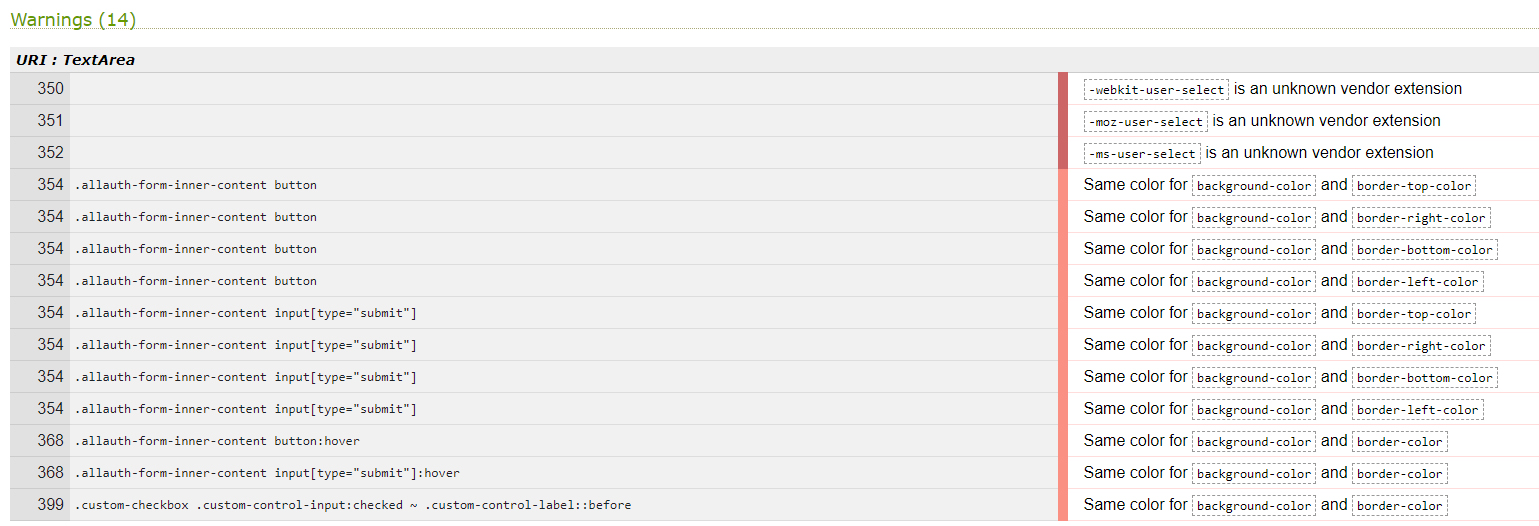 Warnings (14)
URI : TextArea
350 -webkit-user-select is an unknown vendor extension
351 -moz-user-select is an unknown vendor extension
352 -ms-user-select is an unknown vendor extension
354 .allauth-form-inner-content button Same color for background-color and border-top-color
354 .allauth-form-inner-content button Same color for background-color and border-right-color
354 .allauth-form-inner-content button Same color for background-color and border-bottom-color
354 .allauth-form-inner-content button Same color for background-color and border-left-color
354 .allauth-form-inner-content input[type="submit"] Same color for background-color and border-top-color
354 .allauth-form-inner-content input[type="submit"] Same color for background-color and border-right-color
354 .allauth-form-inner-content input[type="submit"] Same color for background-color and border-bottom-color
354 .allauth-form-inner-content input[type="submit"] Same color for background-color and border-left-color
368 .allauth-form-inner-content button:hover Same color for background-color and border-color
368 .allauth-form-inner-content input[type="submit"]:hover Same color for background-color and border-color
399 .custom-checkbox .custom-control-input:checked ~ .custom-control-label::before Same color for background-color and border-color